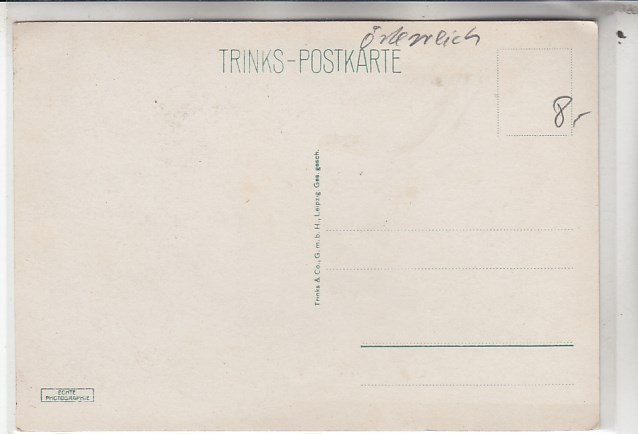 Österreich
TRINKS-POSTKARTE
8,-
Trinks & Co., G. m. b. H., Leipzig Ges. gesch.
ECHTE
PHOTOGRAPHIE